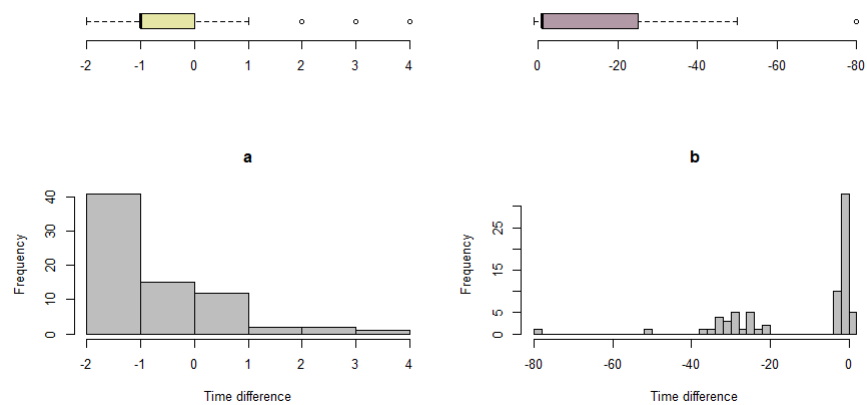 -2 -1 0 1 2 3 4
0 -20 -40 -60 -80
a
b
Frequency
0 10 20 30 40
-2 -1 0 1 2 3 4
Time difference
Frequency
0 5 15 25
-80 -60 -40 -20 0
Time difference